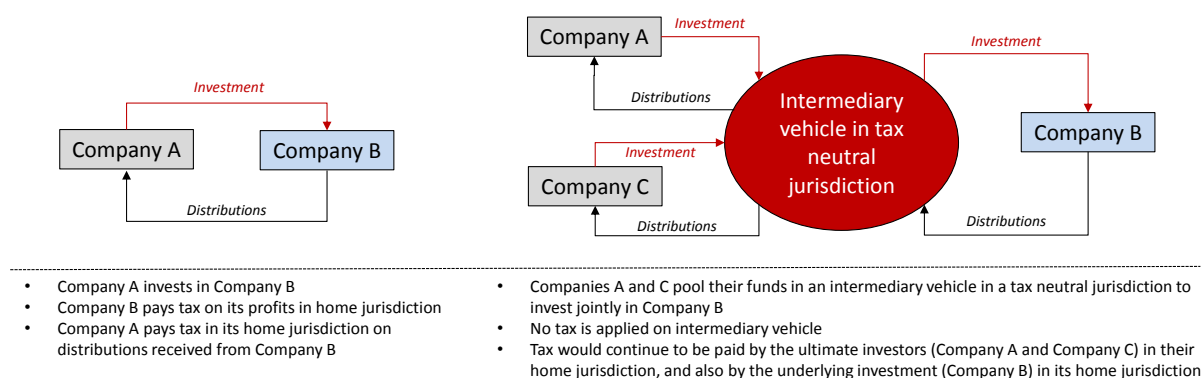 Investment
Company A
Company B
Distributions
Company A
Investment
Distributions
Investment
Company C
Distributions
Intermediary
vehicle in tax
neutral
jurisdiction
Investment
Company B
Distributions
• Company A invests in Company B
• Company B pays tax on its profits in home jurisdiction
• Company A pays tax in its home jurisdiction on
distributions received from Company B
• Companies A and C pool their funds in an intermediary vehicle in a tax neutral jurisdiction to
invest jointly in Company B
• No tax is applied on intermediary vehicle
• Tax would continue to be paid by the ultimate investors (Company A and Company C) in their
home jurisdiction, and also by the underlying investment (Company B) in its home jurisdiction